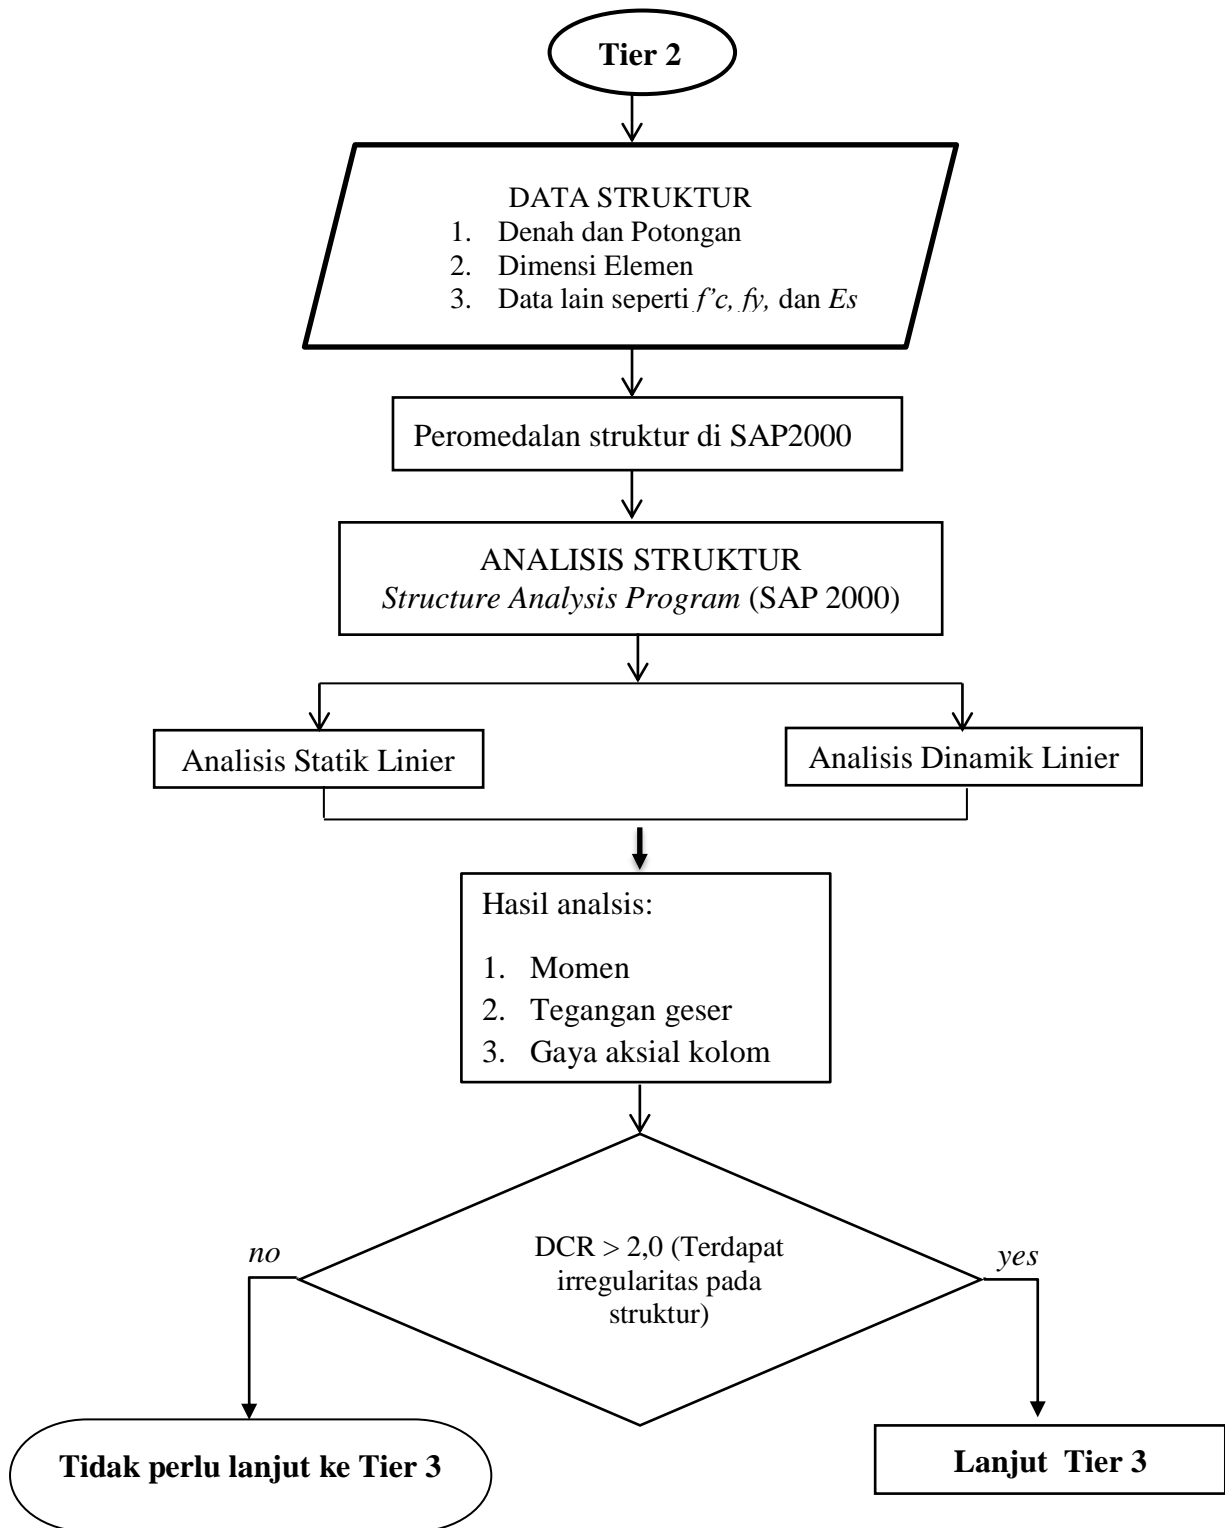 Tier 2
DATA STRUKTUR
1. Denah dan Potongan
2. Dimensi Elemen
3. Data lain seperti f’c, fy, dan Es
Peromedalan struktur di SAP2000
ANALISIS STRUKTUR
Structure Analysis Program (SAP 2000)
Analisis Statik Linier
Analisis Dinamik Linier
Hasil analsis:
1. Momen
2. Tegangan geser
3. Gaya aksial kolom
no
DCR > 2,0 (Terdapat
irregularitas pada
struktur)
yes
Tidak perlu lanjut ke Tier 3
Lanjut Tier 3